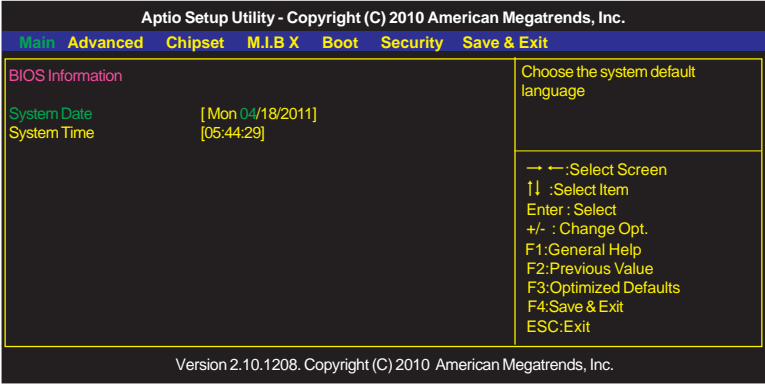 Aptio Setup Utility - Copyright (C) 2010 American Megatrends, Inc.
Main Advanced Chipset M.I.B X Boot Security Save & Exit
BIOS Information
System Date [ Mon 04/18/2011]
System Time [05:44:29]
Choose the system default
language
→ ←:Select Screen
↑↓ :Select Item
Enter : Select
+/- : Change Opt.
F1:General Help
F2:Previous Value
F3:Optimized Defaults
F4:Save & Exit
ESC:Exit
Version 2.10.1208. Copyright (C) 2010 American Megatrends, Inc.